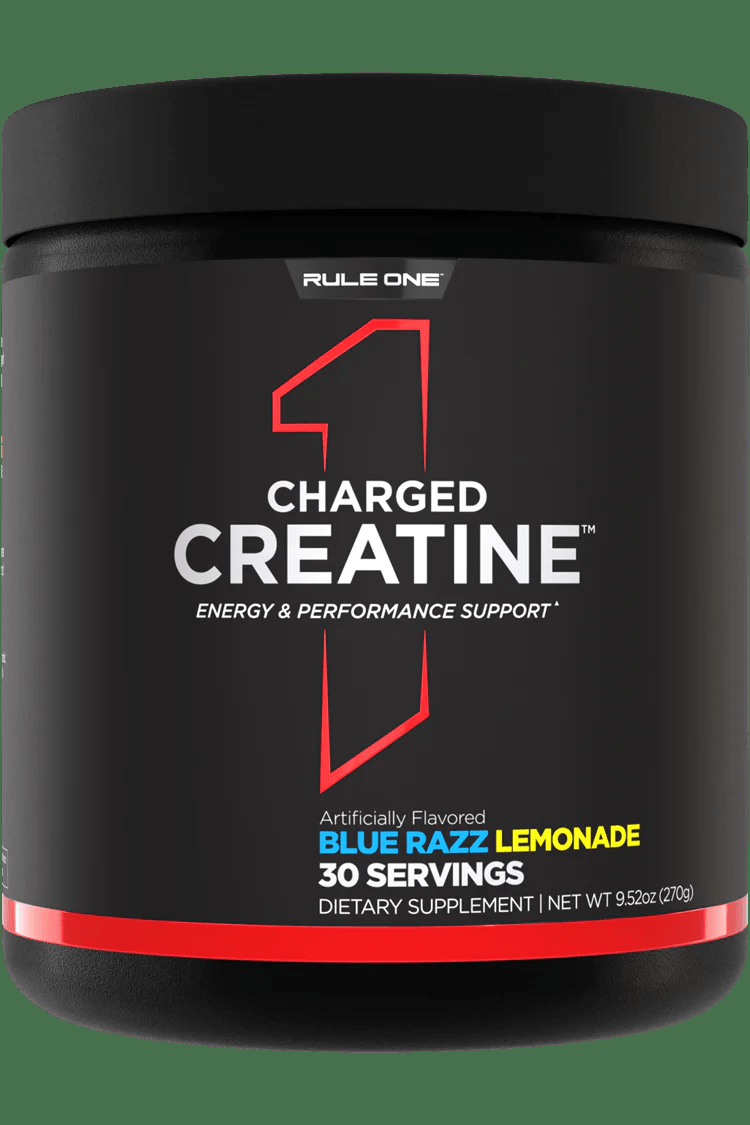 RULE ONE™
CHARGED
CREATINE™
ENERGY & PERFORMANCE SUPPORT▲
Artificially Flavored
BLUE RAZZ LEMONADE
30 SERVINGS
DIETARY SUPPLEMENT | NET WT 9.52oz (270g)